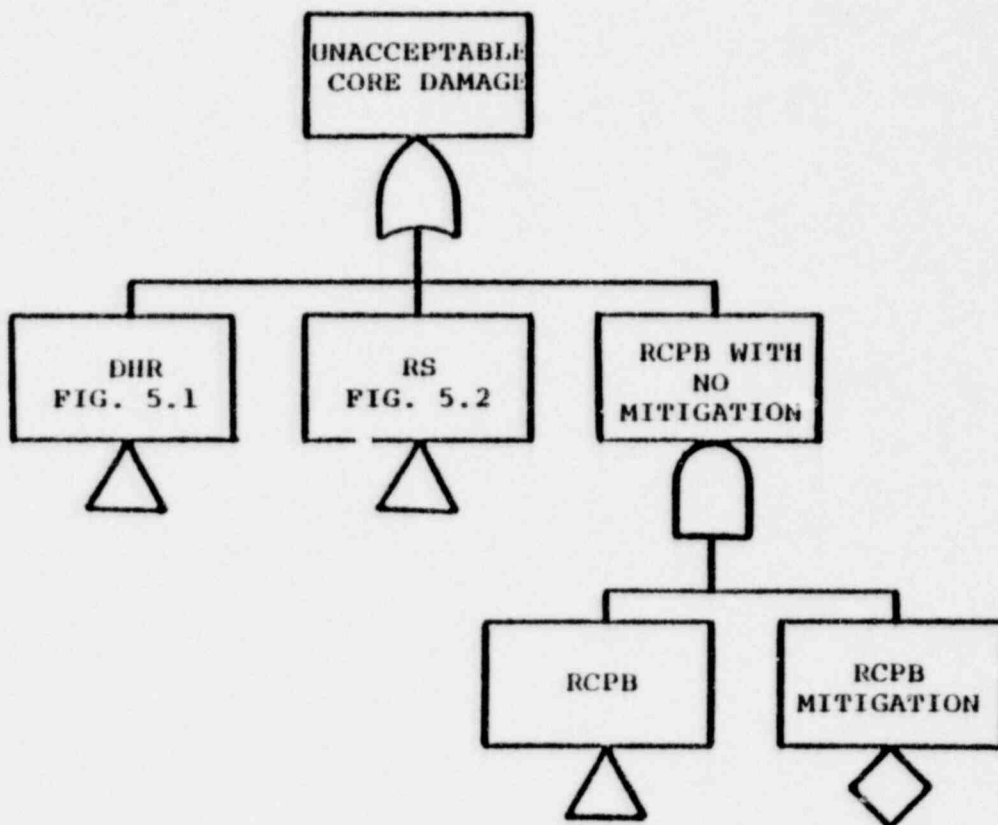 UNACCEPTABLE
CORE DAMAGE
DHR
FIG. 5.1
RS
FIG. 5.2
RCPB WITH
NO
MITIGATION
RCPB
RCPB
MITIGATION